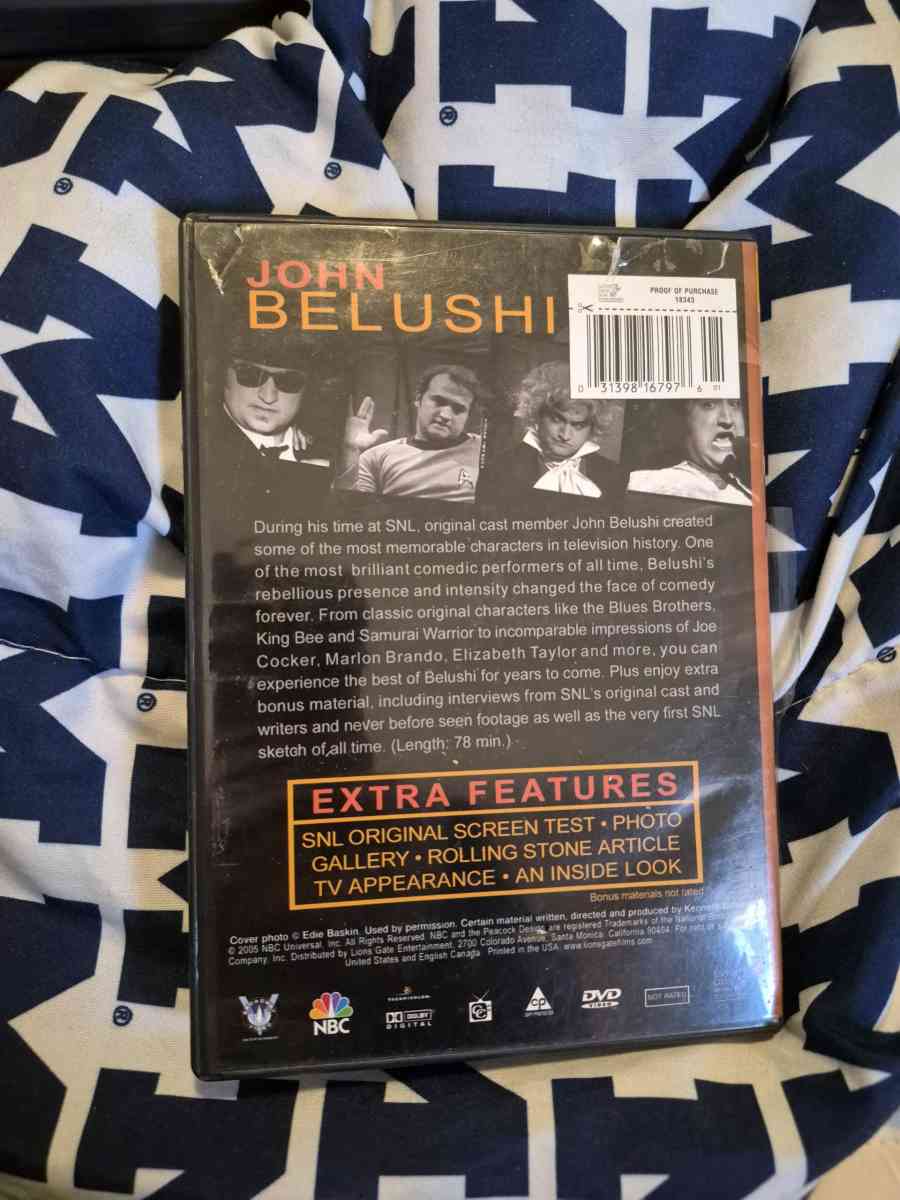 JOHN
BELUSHI
PROOF OF PURCHASE
18343
0 31398 16797 6 01
During his time at SNL, original cast member John Belushi created
some of the most memorable characters in television history. One
of the most brilliant comedic performers of all time, Belushi's
rebellious presence and intensity changed the face of comedy
forever. From classic original characters like the Blues Brothers,
King Bee and Samurai Warrior to incomparable impressions of Joe
Cocker, Marlon Brando, Elizabeth Taylor and more, you can
experience the best of Belushi for years to come. Plus enjoy extra
bonus material, including interviews from SNL's original cast and
writers and never before seen footage as well as the very first SNL
sketch of all time. (Length: 78 min.)
EXTRA FEATURES
SNL ORIGINAL SCREEN TEST • PHOTO
GALLERY • ROLLING STONE ARTICLE
TV APPEARANCE • AN INSIDE LOOK
Bonus materials not rated
Cover photo © Edie Baskin. Used by permission. Certain material written, directed and produced by Kenneth
© 2005 NBC Universal, Inc. All Rights Reserved. NBC and the Peacock Design are registered Trademarks of the National
Company, Inc. Distributed by Lions Gate Entertainment, 2700 Colorado Avenue, Santa Monica, California 90404. For rent or
United States and English Canada. Printed in the USA. www.lionsgatefilms.com
NBC
TECHNICOLOR
DOLBY
DIGITAL
CC
CP
DVD
VIDEO
NOT RATED
M
®